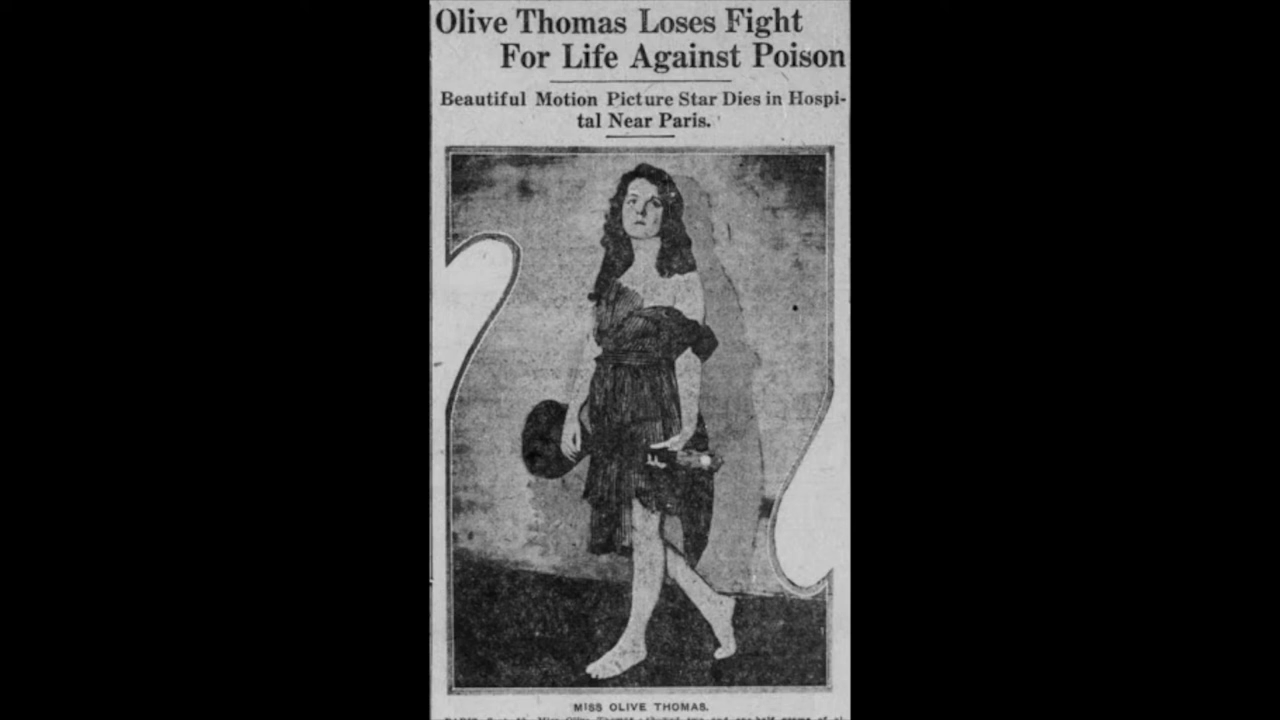 Olive Thomas Loses Fight
For Life Against Poison
Beautiful Motion Picture Star Dies in Hospi-
tal Near Paris.
MISS OLIVE THOMAS.